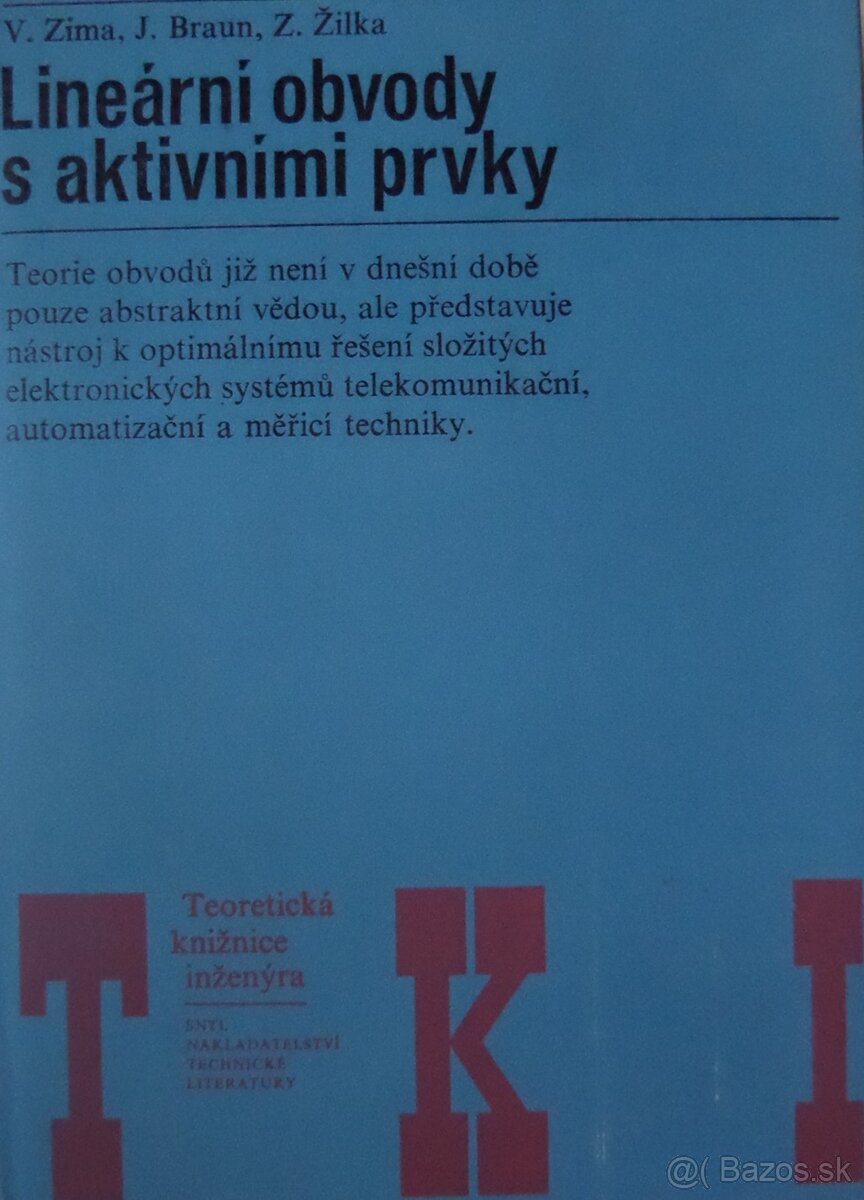 V. Zima, J. Braun, Z. Žilka
Lineární obvody
s aktivními prvky
Teorie obvodů již není v dnešní době
pouze abstraktní vědou, ale představuje
nástroj k optimálnímu řešení složitých
elektronických systémů telekomunikační,
automatizační a měřicí techniky.
Teoretická
knižnice
inženýra
SNTL
NAKLADATELSTVÍ
TECHNICKÉ
LITERATURY
T K I
@( Bazos.sk